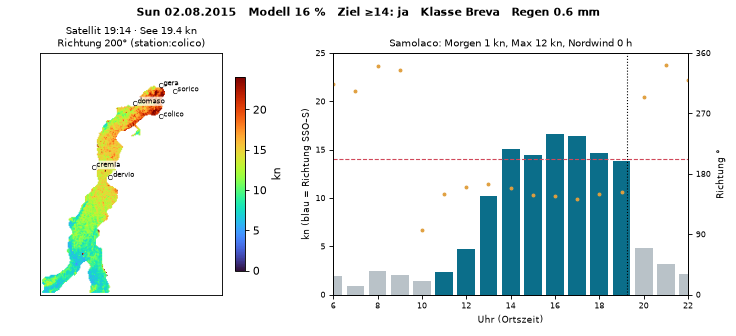 Sun 02.08.2015   Modell 16 %   Ziel ≥14: ja   Klasse Breva   Regen 0.6 mm
Satellit 19:14 · See 19.4 kn
Richtung 200° (station:colico)
gera
sorico
domaso
colico
cremia
dervio
20
15
10
5
0
kn
Samolaco: Morgen 1 kn, Max 12 kn, Nordwind 0 h
25
20
15
10
5
0
kn (blau = Richtung SSO–S)
360
270
180
90
0
Richtung °
6 8 10 12 14 16 18 20 22
Uhr (Ortszeit)